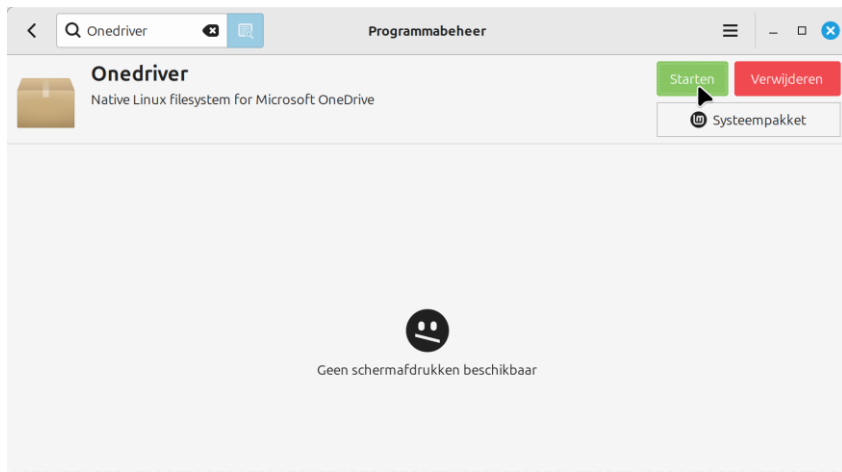 Onedriver
Programmabeheer
Onedriver
Native Linux filesystem for Microsoft OneDrive
Starten
Verwijderen
Systeempakket
Geen schermafdrukken beschikbaar